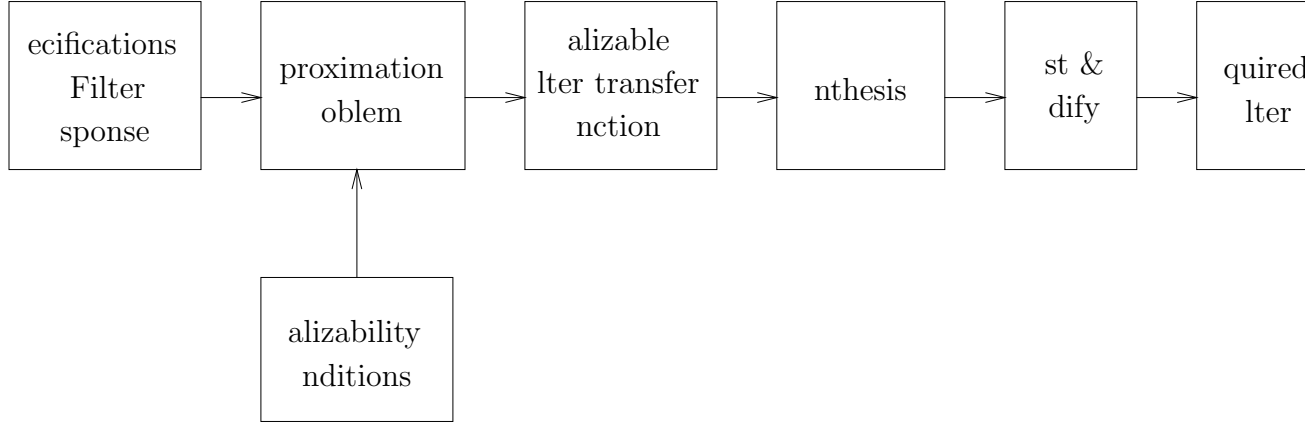 ecifications
Filter
sponse
proximation
oblem
alizable
lter transfer
nction
nthesis
st &
dify
quired
lter
alizability
nditions